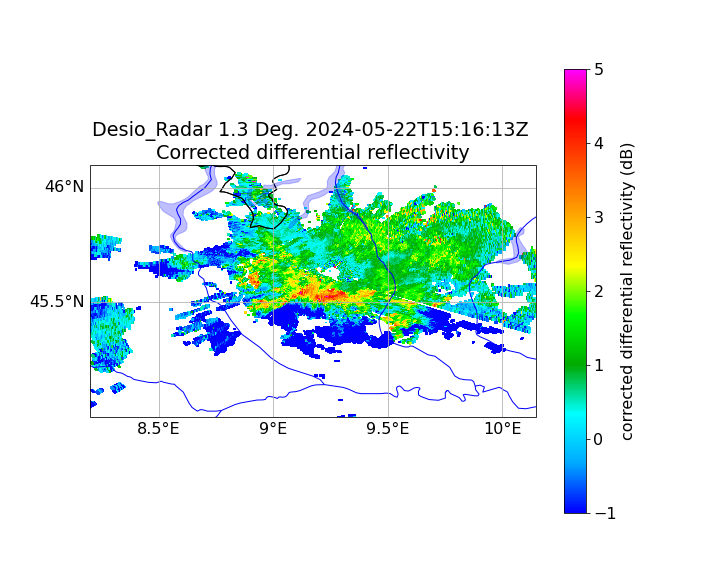 Desio_Radar 1.3 Deg. 2024-05-22T15:16:13Z
Corrected differential reflectivity
46°N
45.5°N
8.5°E
9°E
9.5°E
10°E
5
4
3
2
1
0
−1
corrected differential reflectivity (dB)